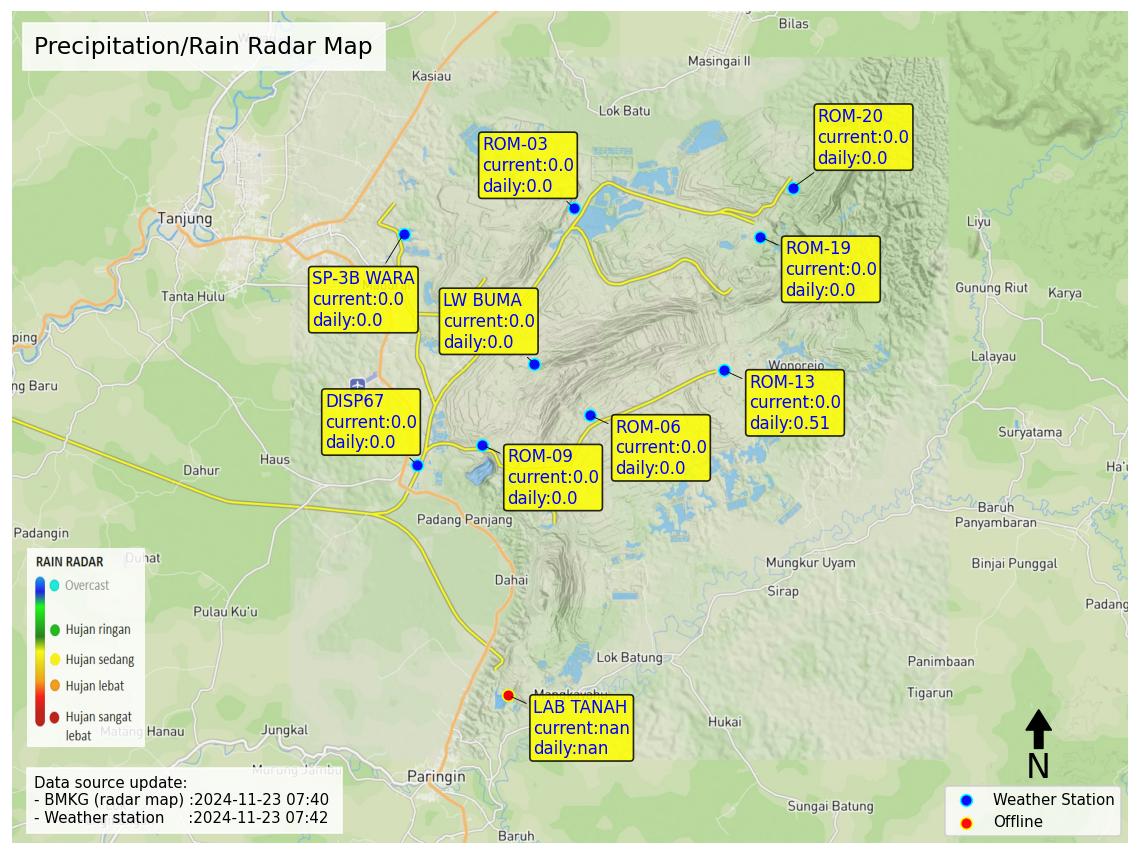 Precipitation/Rain Radar Map
Bilas
Masingai II
Kasiau
Lok Batu
ROM-20
current:0.0
daily:0.0
ROM-03
current:0.0
daily:0.0
Tanjung
Liyu
ROM-19
current:0.0
daily:0.0
SP-3B WARA
current:0.0
daily:0.0
Tanta Hulu
LW BUMA
current:0.0
daily:0.0
Gunung Riut
Karya
ping
Lalayau
Wonorejo
ng Baru
ROM-13
current:0.0
daily:0.51
DISP67
current:0.0
daily:0.0
ROM-06
current:0.0
daily:0.0
Suryatama
ROM-09
current:0.0
daily:0.0
Haus
Dahur
Ha'u
Baruh
Panyambaran
Padang Panjang
Padangin
Duhat
Mungkur Uyam
Binjai Punggal
Dahai
Sirap
Padang
Pulau Ku'u
RAIN RADAR
Overcast
Hujan ringan
Hujan sedang
Hujan lebat
Hujan sangat
lebat
Lok Batung
Panimbaan
Tigarun
LAB TANAH
current:nan
daily:nan
Hukai
Manau
Jungkal
N
Paringin
Sungai Batung
Baruh
Data source update:
- BMKG (radar map) :2024-11-23 07:40
- Weather station :2024-11-23 07:42
Weather Station
Offline